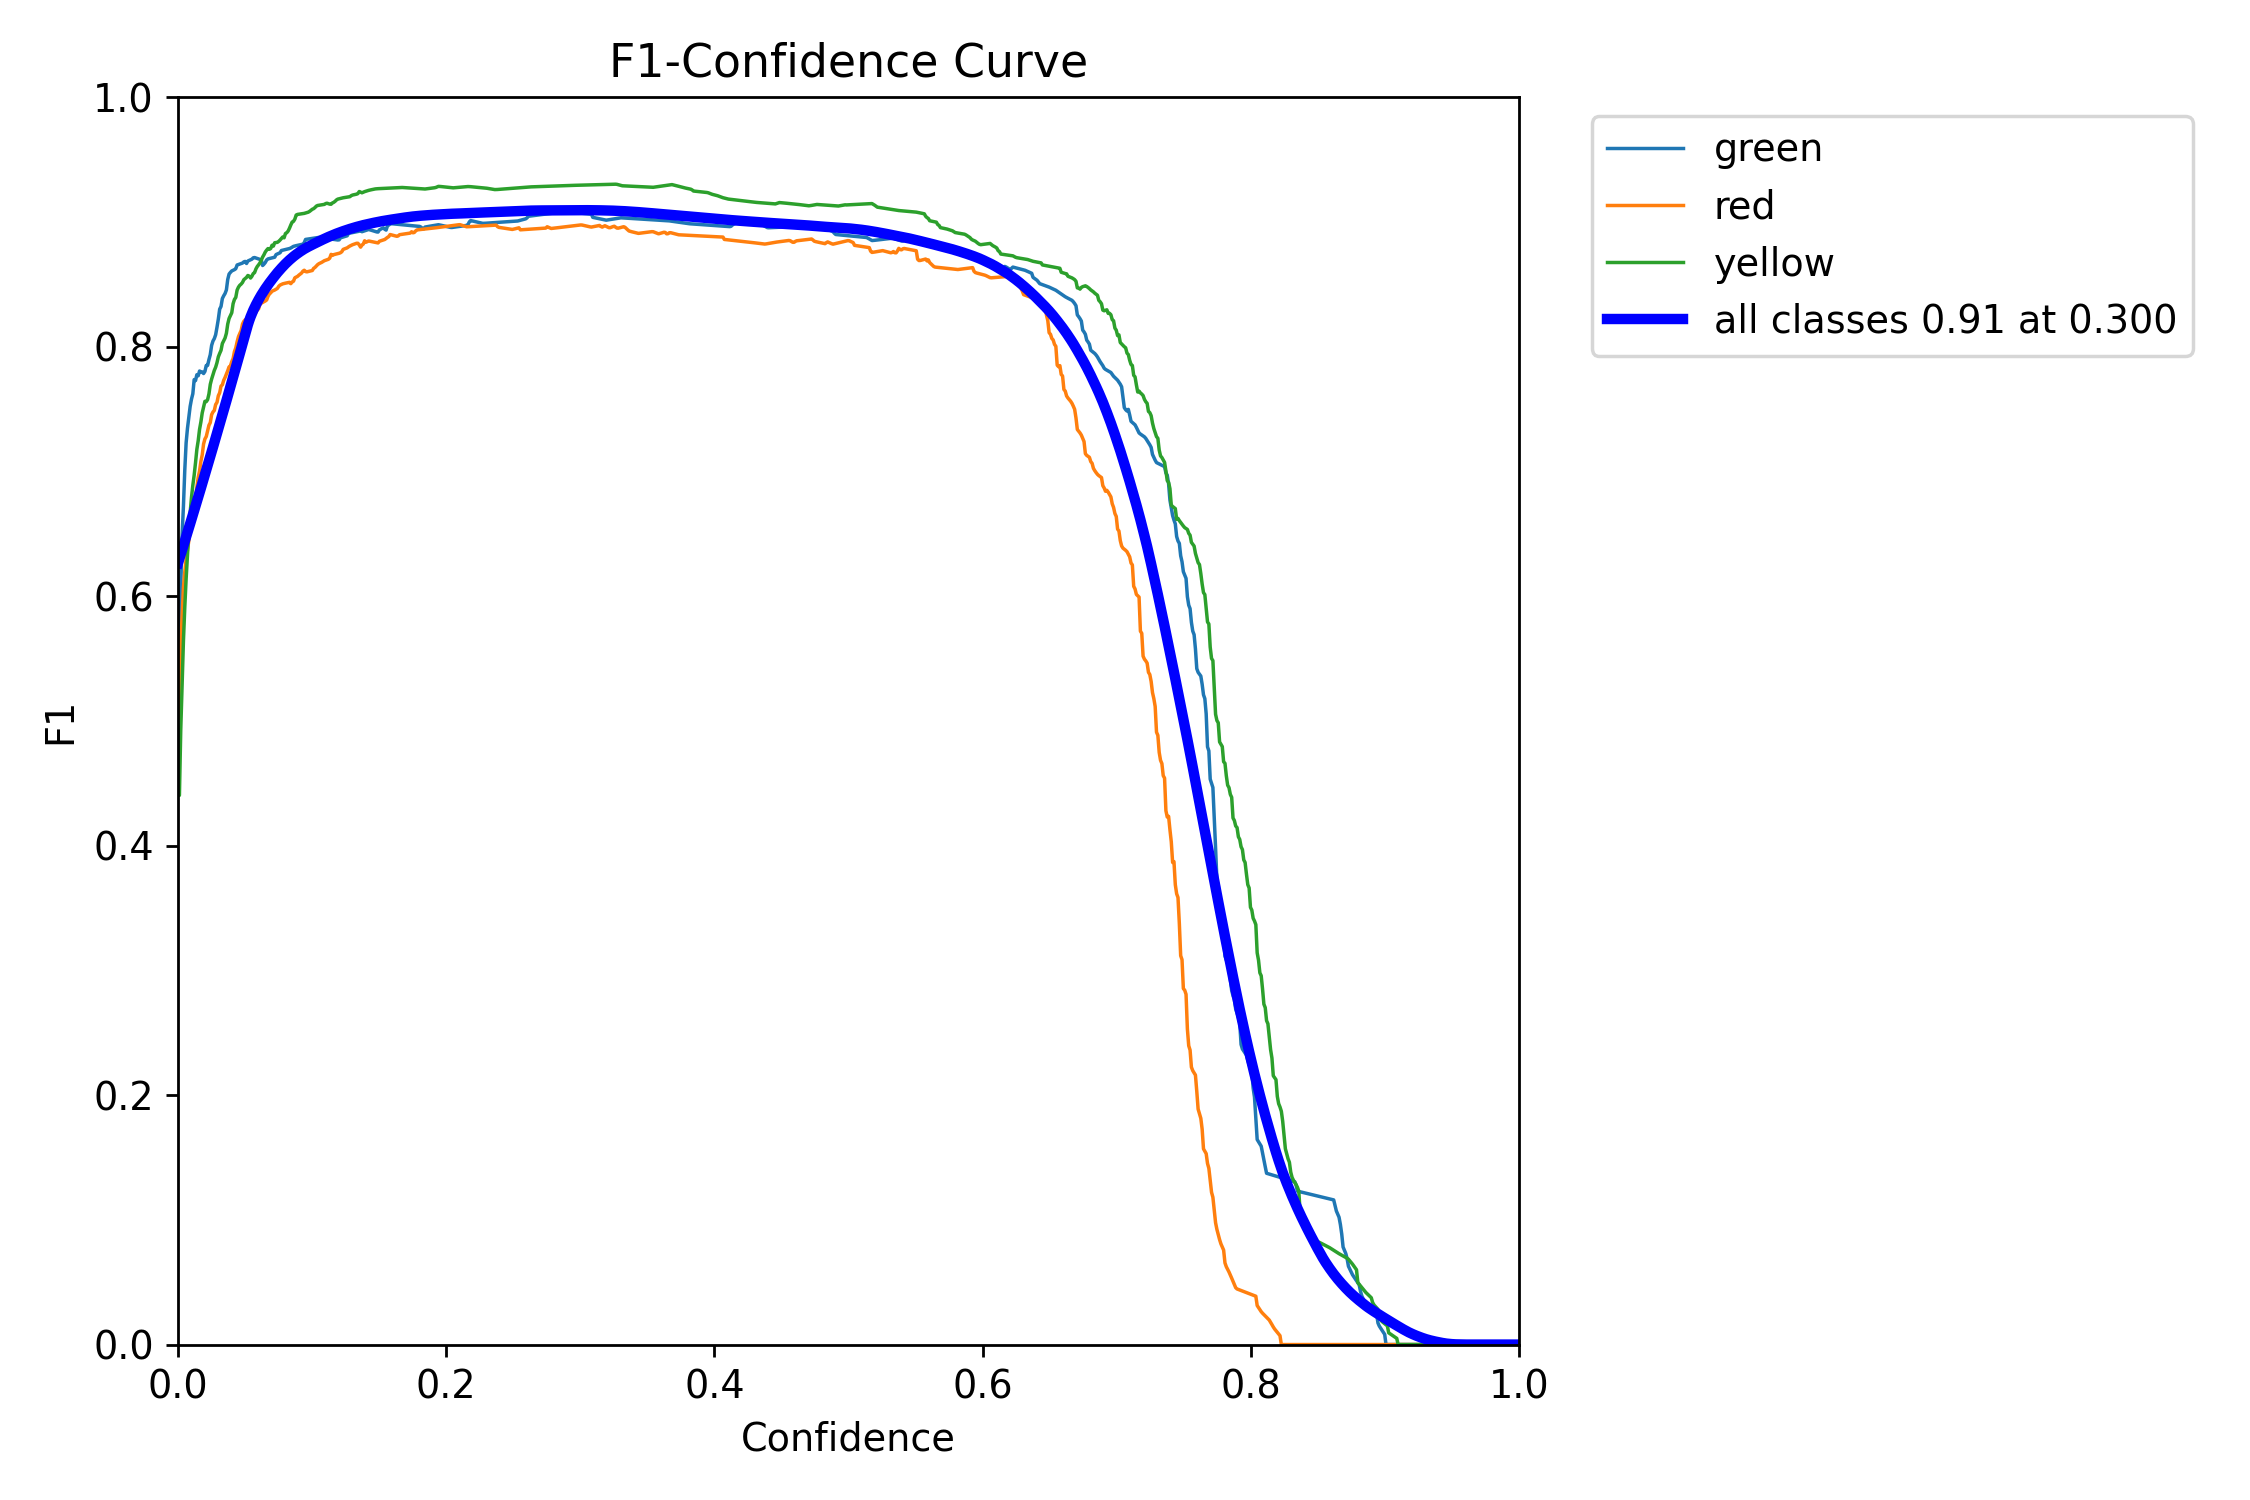 F1-Confidence Curve
1.0
0.8
0.6
0.4
0.2
0.0
F1
0.0 0.2 0.4 0.6 0.8 1.0
Confidence
green
red
yellow
all classes 0.91 at 0.300